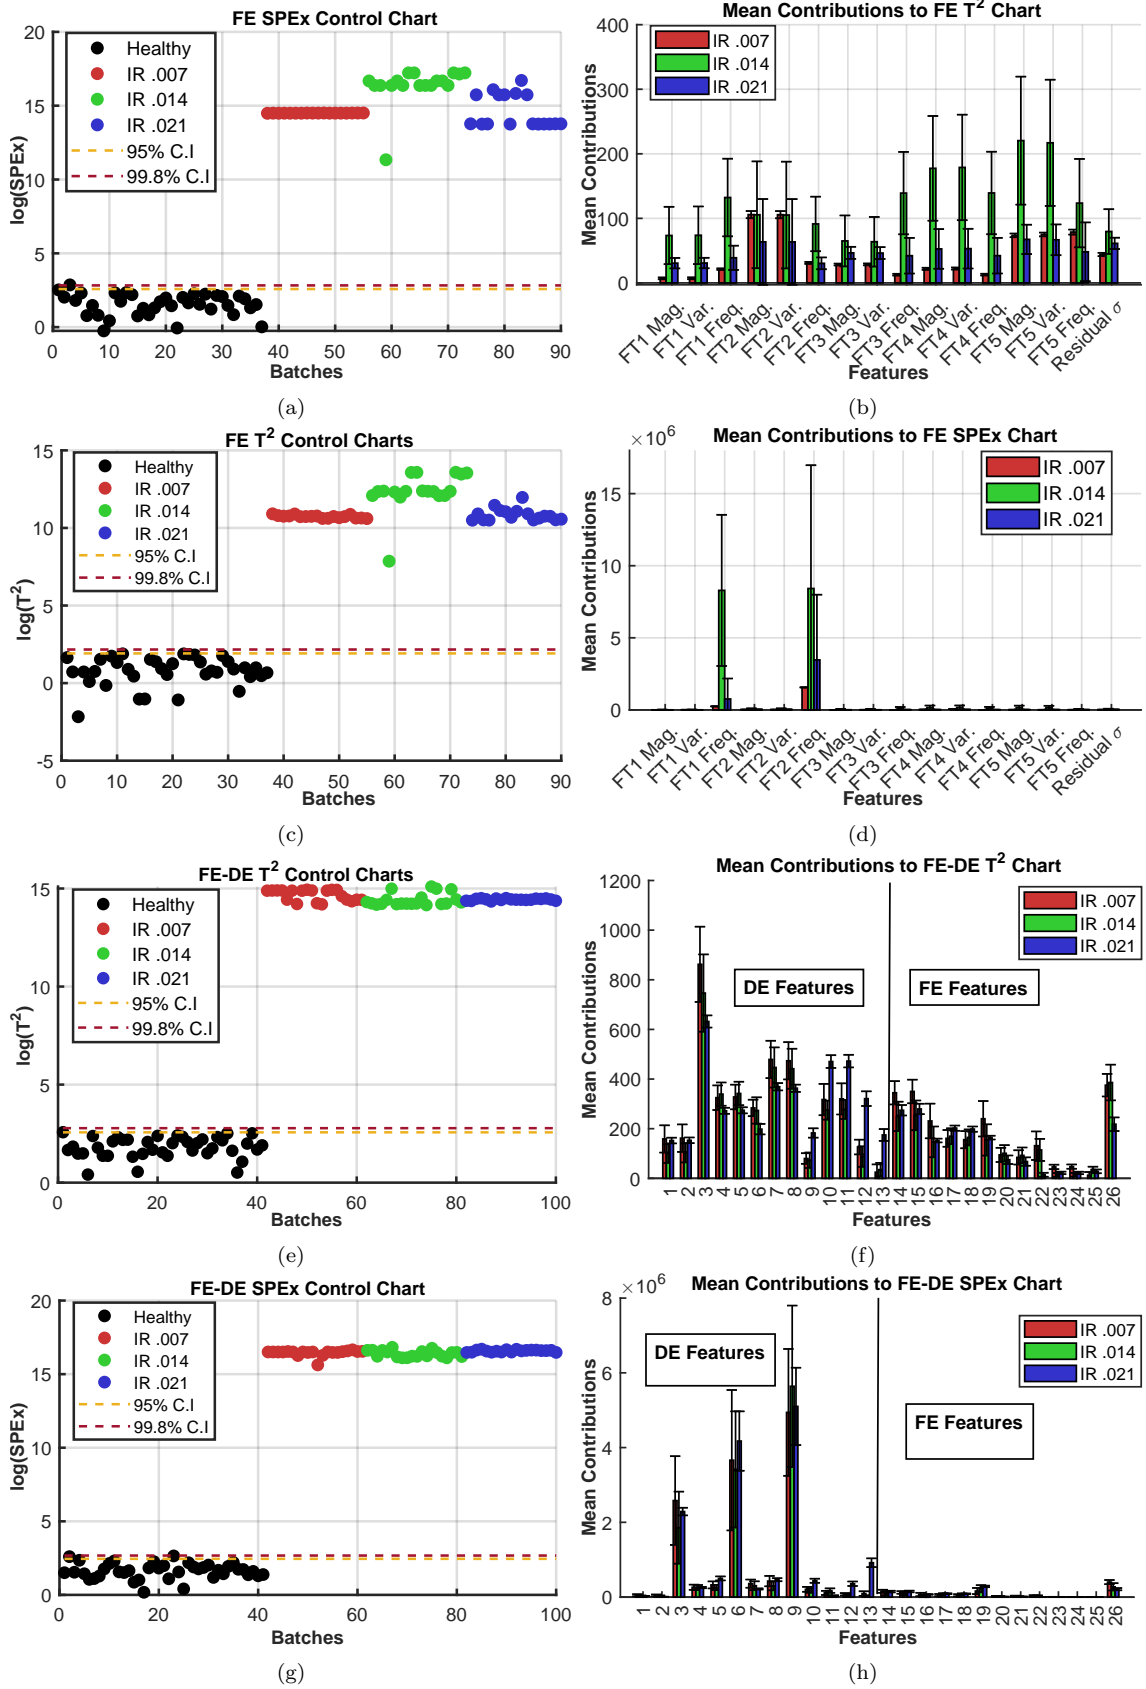 FE SPEx Control Chart
log(SPEx)
20
15
10
5
0
Healthy
IR .007
IR .014
IR .021
95% C.I
99.8% C.I
0 10 20 30 40 50 60 70 80 90
Batches
(a)
Mean Contributions to FE T² Chart
Mean Contributions
400
300
200
100
0
IR .007
IR .014
IR .021
FT1 Mag.
FT1 Var.
FT1 Freq.
FT2 Mag.
FT2 Var.
FT2 Freq.
FT3 Mag.
FT3 Var.
FT3 Freq.
FT4 Mag.
FT4 Var.
FT4 Freq.
FT5 Mag.
FT5 Var.
FT5 Freq.
Residual σ
Features
(b)
FE T² Control Charts
log(T²)
15
10
5
0
-5
Healthy
IR .007
IR .014
IR .021
95% C.I
99.8% C.I
0 10 20 30 40 50 60 70 80 90
Batches
(c)
Mean Contributions to FE SPEx Chart
×10⁶
Mean Contributions
15
10
5
0
IR .007
IR .014
IR .021
FT1 Mag.
FT1 Var.
FT1 Freq.
FT2 Mag.
FT2 Var.
FT2 Freq.
FT3 Mag.
FT3 Var.
FT3 Freq.
FT4 Mag.
FT4 Var.
FT4 Freq.
FT5 Mag.
FT5 Var.
FT5 Freq.
Residual σ
Features
(d)
FE-DE T² Control Charts
log(T²)
15
10
5
0
Healthy
IR .007
IR .014
IR .021
95% C.I
99.8% C.I
0 20 40 60 80 100
Batches
(e)
Mean Contributions to FE-DE T² Chart
Mean Contributions
1200
1000
800
600
400
200
0
IR .007
IR .014
IR .021
DE Features
FE Features
1 2 3 4 5 6 7 8 9 10 11 12 13 14 15 16 17 18 19 20 21 22 23 24 25 26
Features
(f)
FE-DE SPEx Control Chart
log(SPEx)
20
15
10
5
0
Healthy
IR .007
IR .014
IR .021
95% C.I
99.8% C.I
0 20 40 60 80 100
Batches
(g)
Mean Contributions to FE-DE SPEx Chart
×10⁶
Mean Contributions
8
6
4
2
0
IR .007
IR .014
IR .021
DE Features
FE Features
1 2 3 4 5 6 7 8 9 10 11 12 13 14 15 16 17 18 19 20 21 22 23 24 25 26
Features
(h)